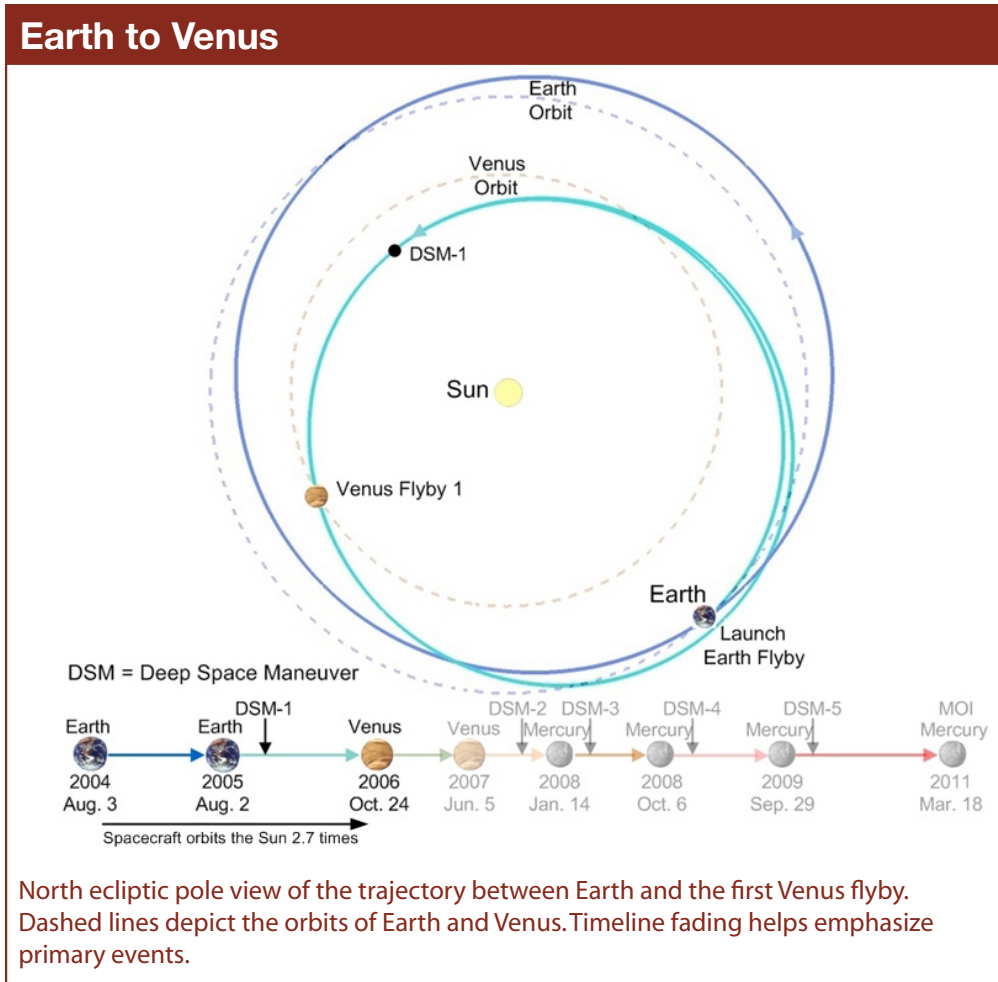 Earth to Venus
Earth
Orbit
Venus
Orbit
DSM-1
Sun
Venus Flyby 1
Earth
Launch
Earth Flyby
DSM = Deep Space Maneuver
DSM-1
DSM-2
DSM-3
DSM-4
DSM-5
MOI
Earth
Earth
Venus
Venus
Mercury
Mercury
Mercury
Mercury
2004
2005
2006
2007
2008
2008
2009
2011
Aug. 3
Aug. 2
Oct. 24
Jun. 5
Jan. 14
Oct. 6
Sep. 29
Mar. 18
Spacecraft orbits the Sun 2.7 times
North ecliptic pole view of the trajectory between Earth and the first Venus flyby.
Dashed lines depict the orbits of Earth and Venus. Timeline fading helps emphasize
primary events.